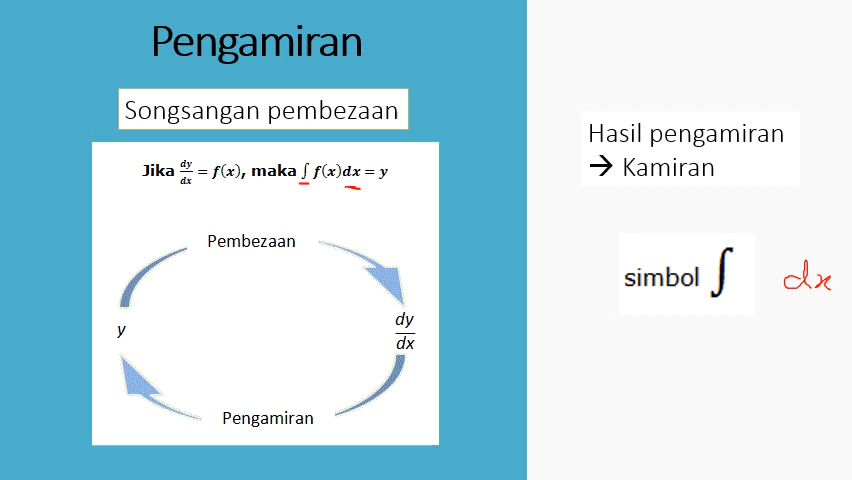 Pengamiran
Songsangan pembezaan
Jika dy/dx = f(x), maka ∫ f(x)dx = y
Pembezaan
y
dy/dx
Pengamiran
Hasil pengamiran
→ Kamiran
simbol ∫ dx